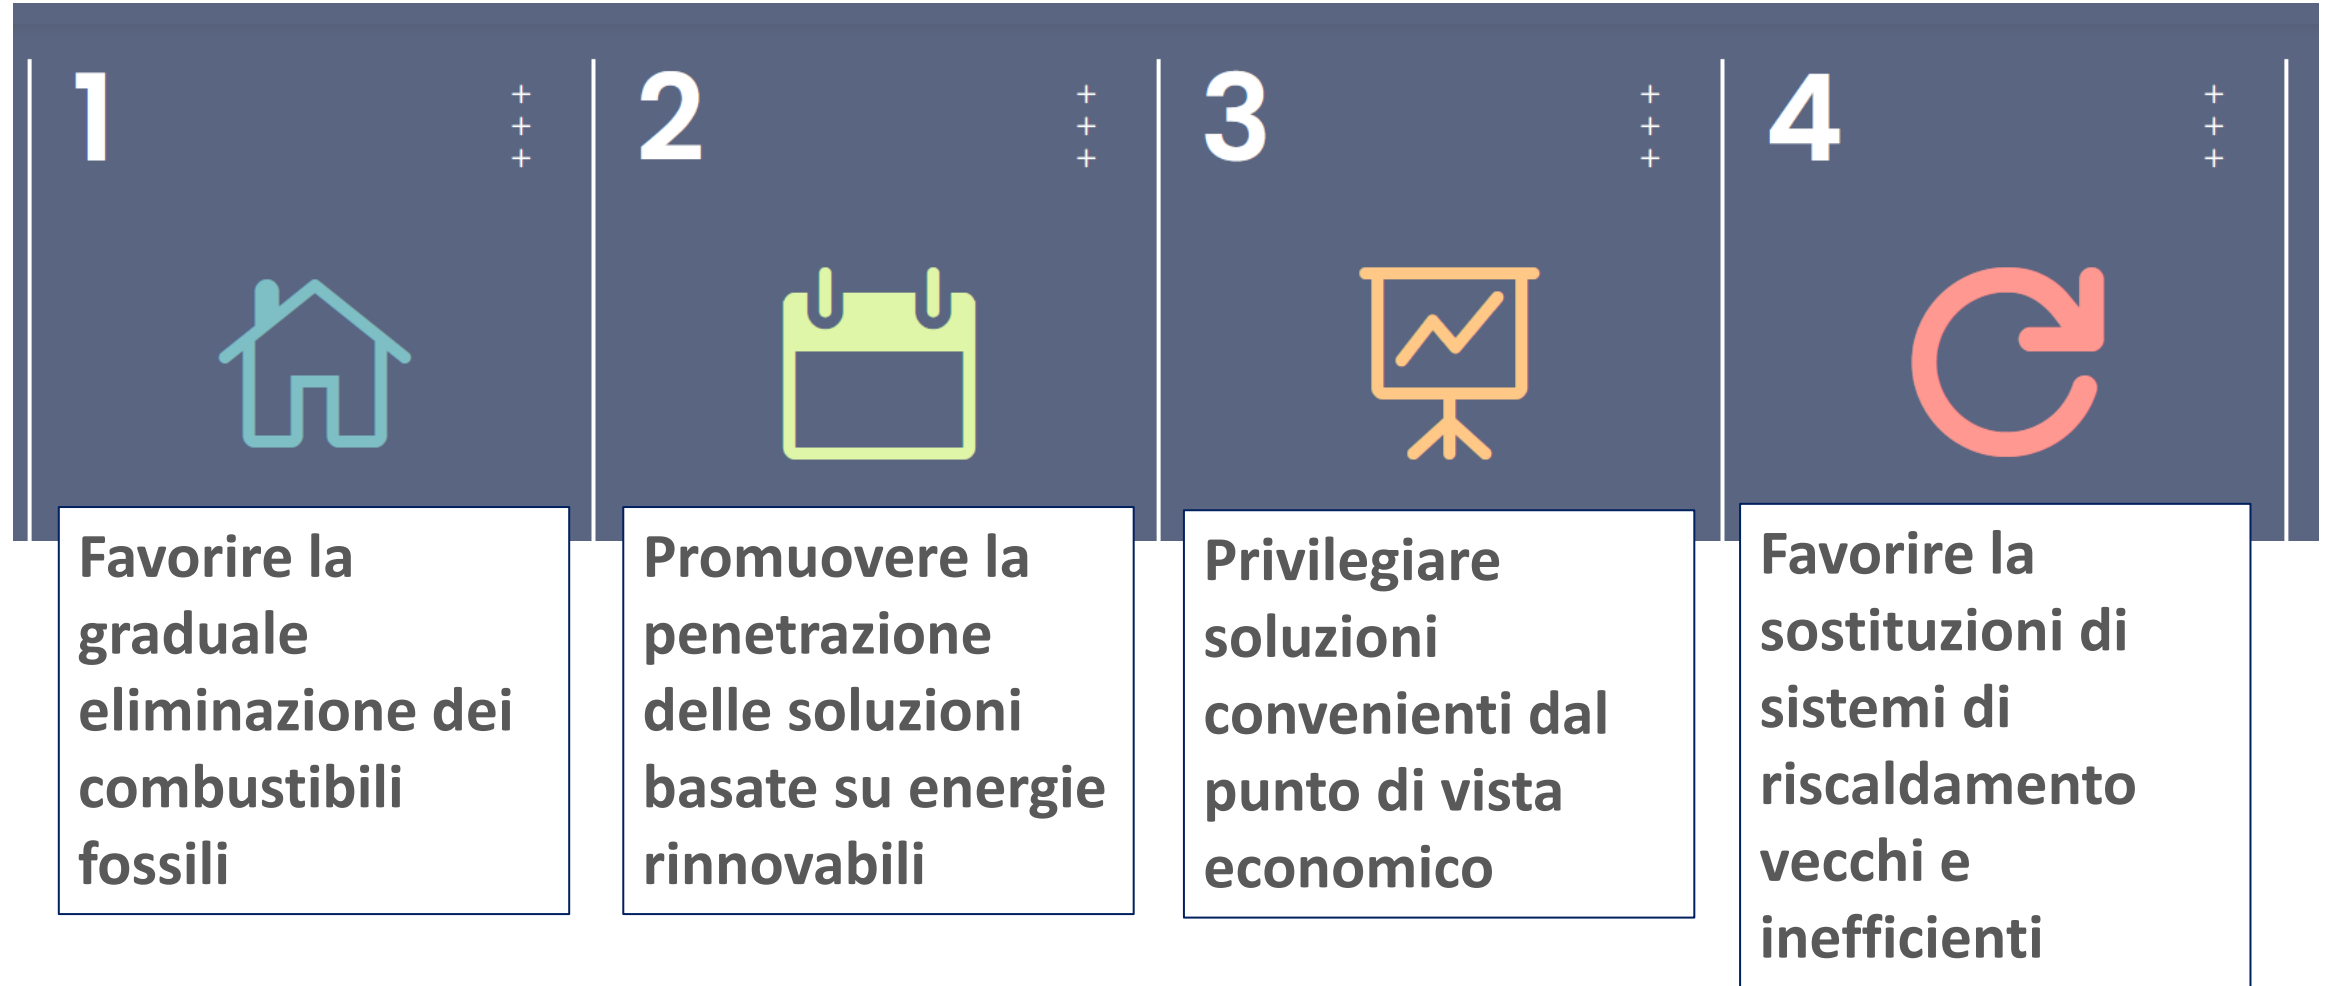 1
+
+
+
Favorire la
graduale
eliminazione dei
combustibili
fossili
2
+
+
+
Promuovere la
penetrazione
delle soluzioni
basate su energie
rinnovabili
3
+
+
+
Privilegiare
soluzioni
convenienti dal
punto di vista
economico
4
+
+
+
Favorire la
sostituzioni di
sistemi di
riscaldamento
vecchi e
inefficienti